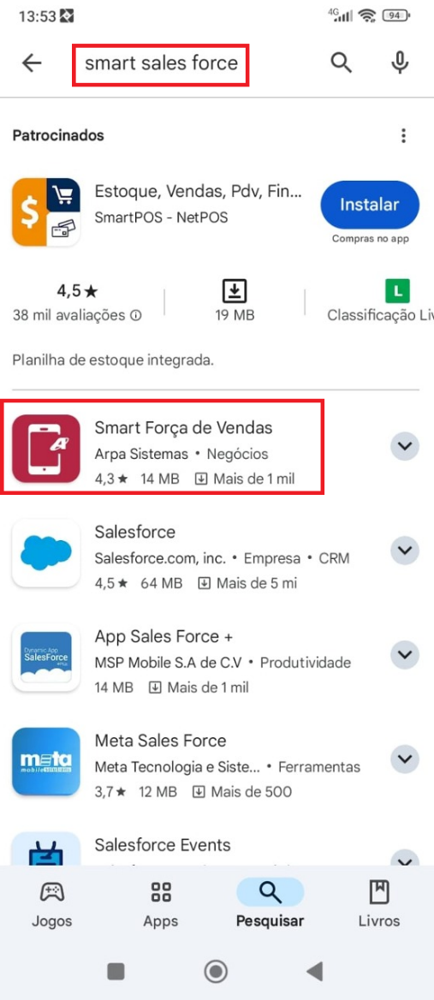 13:53 4G 94
smart sales force
Patrocinados
Estoque, Vendas, Pdv, Fin...
SmartPOS - NetPOS
Instalar
Compras no app
4,5★
38 mil avaliações
19 MB
L
Classificação Liv
Planilha de estoque integrada.
Smart Força de Vendas
Arpa Sistemas • Negócios
4,3★ 14 MB Mais de 1 mil
Salesforce
Salesforce.com, inc. • Empresa • CRM
4,5★ 64 MB Mais de 5 mi
Dynamic App
SalesForce
App Sales Force +
MSP Mobile S.A de C.V • Produtividade
14 MB Mais de 1 mil
meta
mobile solutions
Meta Sales Force
Meta Tecnologia e Siste... • Ferramentas
3,7★ 12 MB Mais de 500
Salesforce Events
Jogos Apps Pesquisar Livros